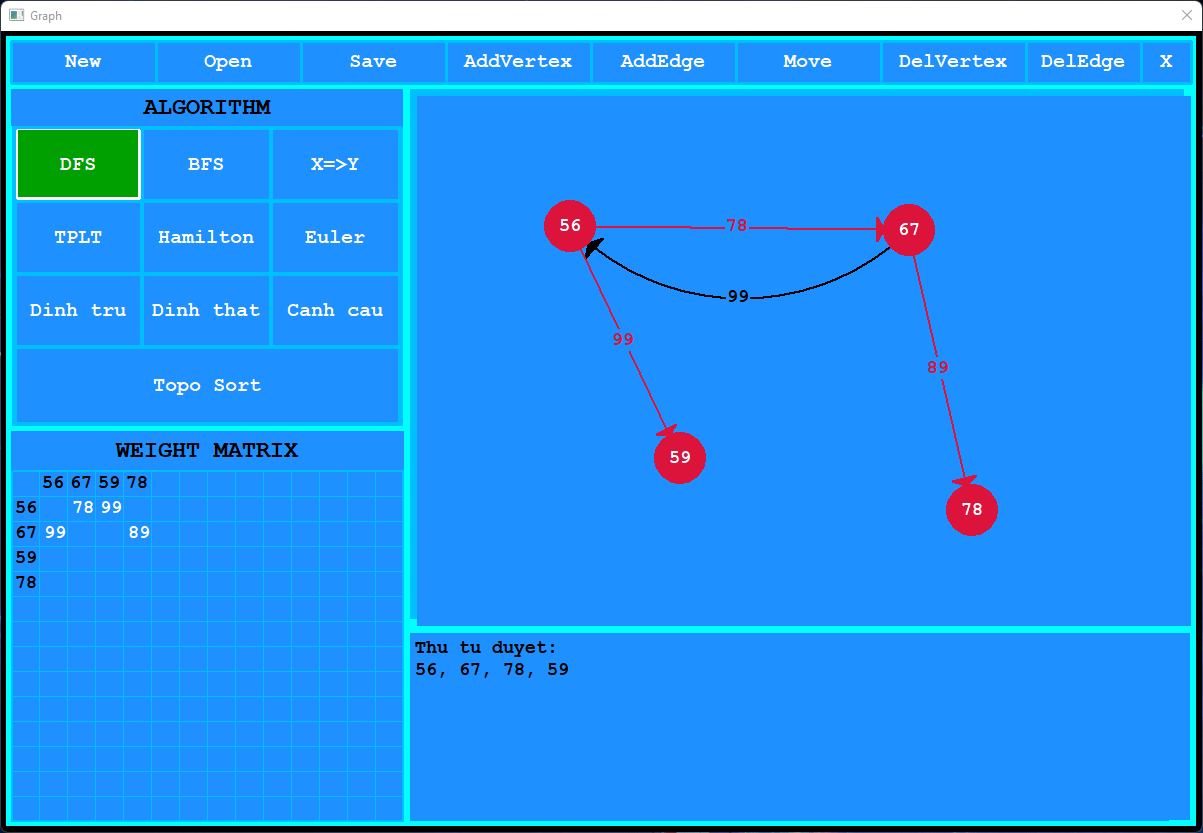 Graph
New Open Save AddVertex AddEdge Move DelVertex DelEdge X
ALGORITHM
DFS BFS X=>Y
TPLT Hamilton Euler
Dinh tru Dinh that Canh cau
Topo Sort
WEIGHT MATRIX
56 67 59 78
56 78 99
67 99 89
59
78
56 78 67
99
99
89
59
78
Thu tu duyet:
56, 67, 78, 59